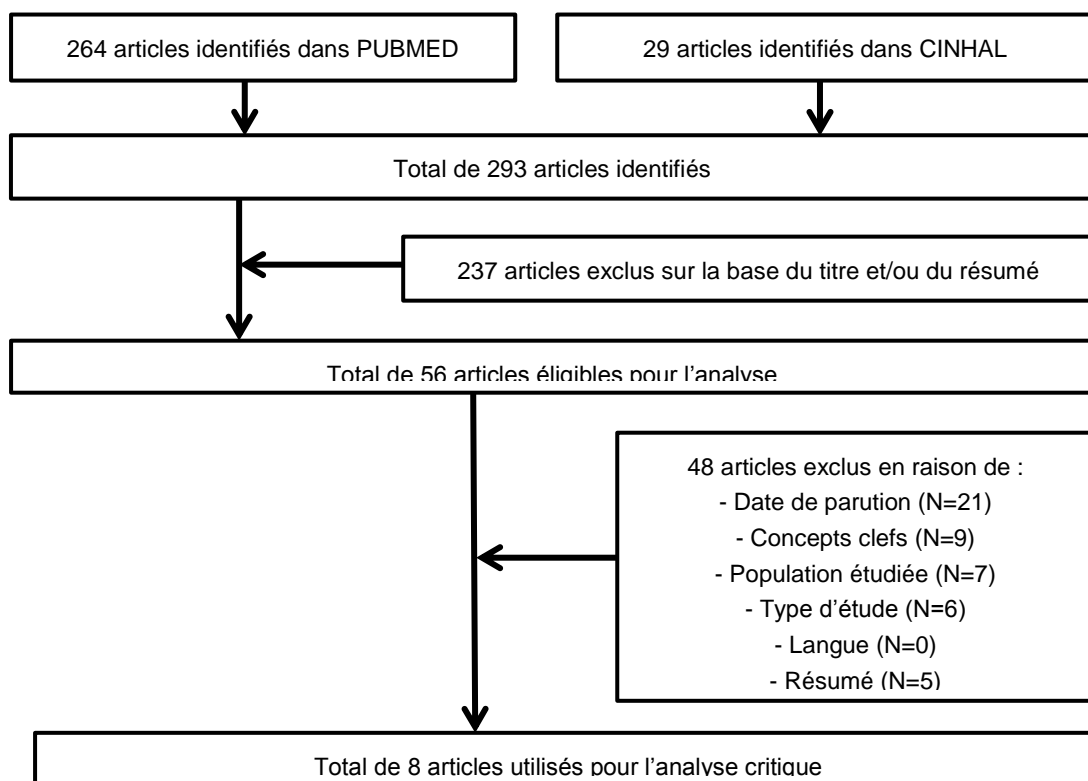 264 articles identifiés dans PUBMED
29 articles identifiés dans CINHAL
Total de 293 articles identifiés
237 articles exclus sur la base du titre et/ou du résumé
Total de 56 articles éligibles pour l’analyse
48 articles exclus en raison de :
- Date de parution (N=21)
- Concepts clefs (N=9)
- Population étudiée (N=7)
- Type d’étude (N=6)
- Langue (N=0)
- Résumé (N=5)
Total de 8 articles utilisés pour l’analyse critique